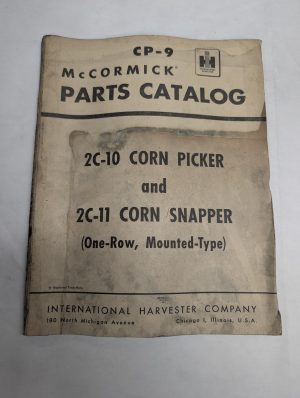 CP-9
McCORMICK®
PARTS CATALOG
IH
2C-10 CORN PICKER
and
2C-11 CORN SNAPPER
(One-Row, Mounted-Type)
INTERNATIONAL HARVESTER COMPANY
180 North Michigan Avenue Chicago 1, Illinois, U.S.A.